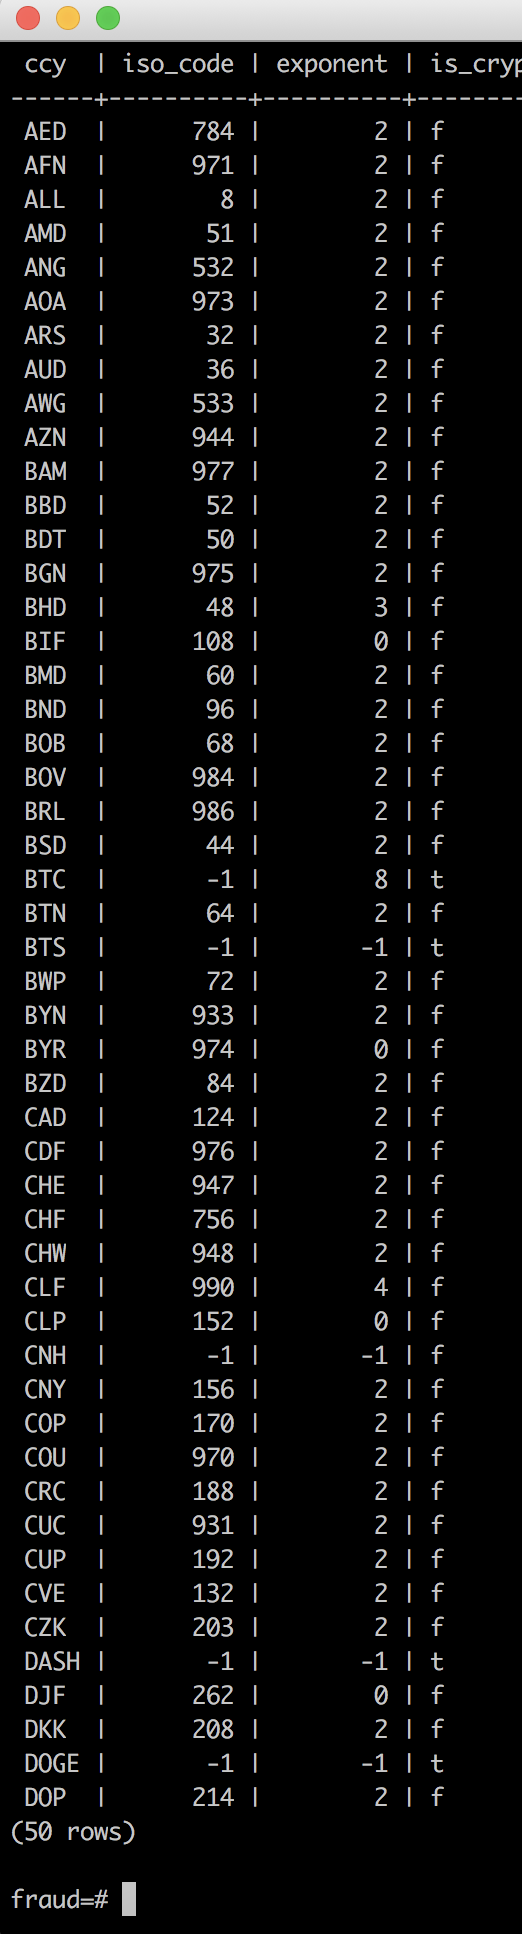 ccy  | iso_code | exponent | is_cryp
------+----------+----------+--------
 AED  |      784 |        2 | f
 AFN  |      971 |        2 | f
 ALL  |        8 |        2 | f
 AMD  |       51 |        2 | f
 ANG  |      532 |        2 | f
 AOA  |      973 |        2 | f
 ARS  |       32 |        2 | f
 AUD  |       36 |        2 | f
 AWG  |      533 |        2 | f
 AZN  |      944 |        2 | f
 BAM  |      977 |        2 | f
 BBD  |       52 |        2 | f
 BDT  |       50 |        2 | f
 BGN  |      975 |        2 | f
 BHD  |       48 |        3 | f
 BIF  |      108 |        0 | f
 BMD  |       60 |        2 | f
 BND  |       96 |        2 | f
 BOB  |       68 |        2 | f
 BOV  |      984 |        2 | f
 BRL  |      986 |        2 | f
 BSD  |       44 |        2 | f
 BTC  |       -1 |        8 | t
 BTN  |       64 |        2 | f
 BTS  |       -1 |       -1 | t
 BWP  |       72 |        2 | f
 BYN  |      933 |        2 | f
 BYR  |      974 |        0 | f
 BZD  |       84 |        2 | f
 CAD  |      124 |        2 | f
 CDF  |      976 |        2 | f
 CHE  |      947 |        2 | f
 CHF  |      756 |        2 | f
 CHW  |      948 |        2 | f
 CLF  |      990 |        4 | f
 CLP  |      152 |        0 | f
 CNH  |       -1 |       -1 | f
 CNY  |      156 |        2 | f
 COP  |      170 |        2 | f
 COU  |      970 |        2 | f
 CRC  |      188 |        2 | f
 CUC  |      931 |        2 | f
 CUP  |      192 |        2 | f
 CVE  |      132 |        2 | f
 CZK  |      203 |        2 | f
 DASH |       -1 |       -1 | t
 DJF  |      262 |        0 | f
 DKK  |      208 |        2 | f
 DOGE |       -1 |       -1 | t
 DOP  |      214 |        2 | f
(50 rows)

fraud=#